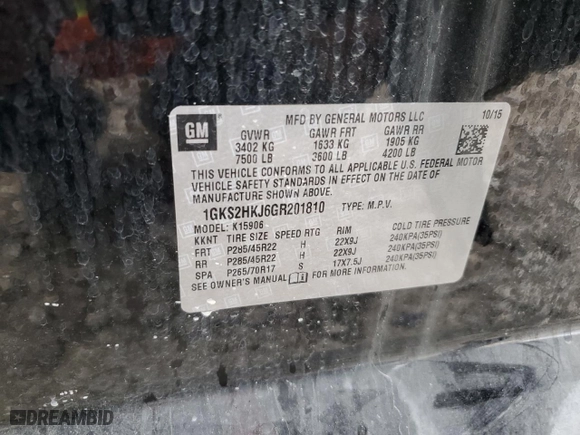 GM
MFD BY GENERAL MOTORS LLC 10/15
GVWR GAWR FRT GAWR RR
3402 KG 1633 KG 1905 KG
7500 LB 3600 LB 4200 LB
THIS VEHICLE CONFORMS TO ALL APPLICABLE U.S. FEDERAL MOTOR
VEHICLE SAFETY STANDARDS IN EFFECT ON THE DATE OF
MANUFACTURE SHOWN ABOVE.
1GKS2HKJ6GR201810 TYPE: M.P.V.
MODEL: K15906
KKNT TIRE SIZE SPEED RTG RIM COLD TIRE PRESSURE
FRT P285/45R22 H 22X9J 240KPA(35PSI)
RR P285/45R22 H 22X9J 240KPA(35PSI)
SPA P265/70R17 S 17X7.5J 240KPA(35PSI)
SEE OWNER'S MANUAL FOR MORE INFORMATION.
DREAMBID